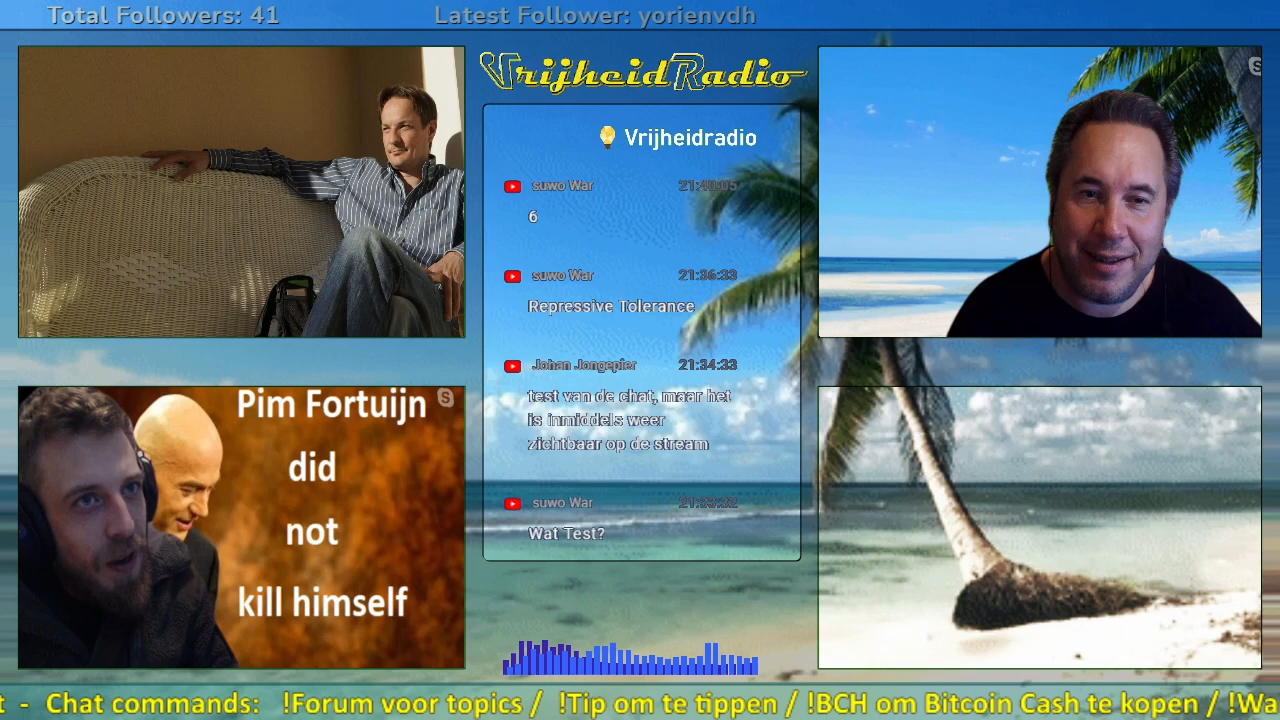 Total Followers: 41
Latest Follower: yorienvdh
VrijheidRadio
Vrijheidradio
suwo War 21:40:05
6
suwo War 21:36:33
Repressive Tolerance
Johan Jongepier 21:34:33
test van de chat, maar het
is inmiddels weer
zichtbaar op de stream
suwo War
Wat Test?
Pim Fortuijn
did
not
kill himself
t - Chat commands: !Forum voor topics / !Tip om te tippen / !BCH om Bitcoin Cash te kopen / !Wa